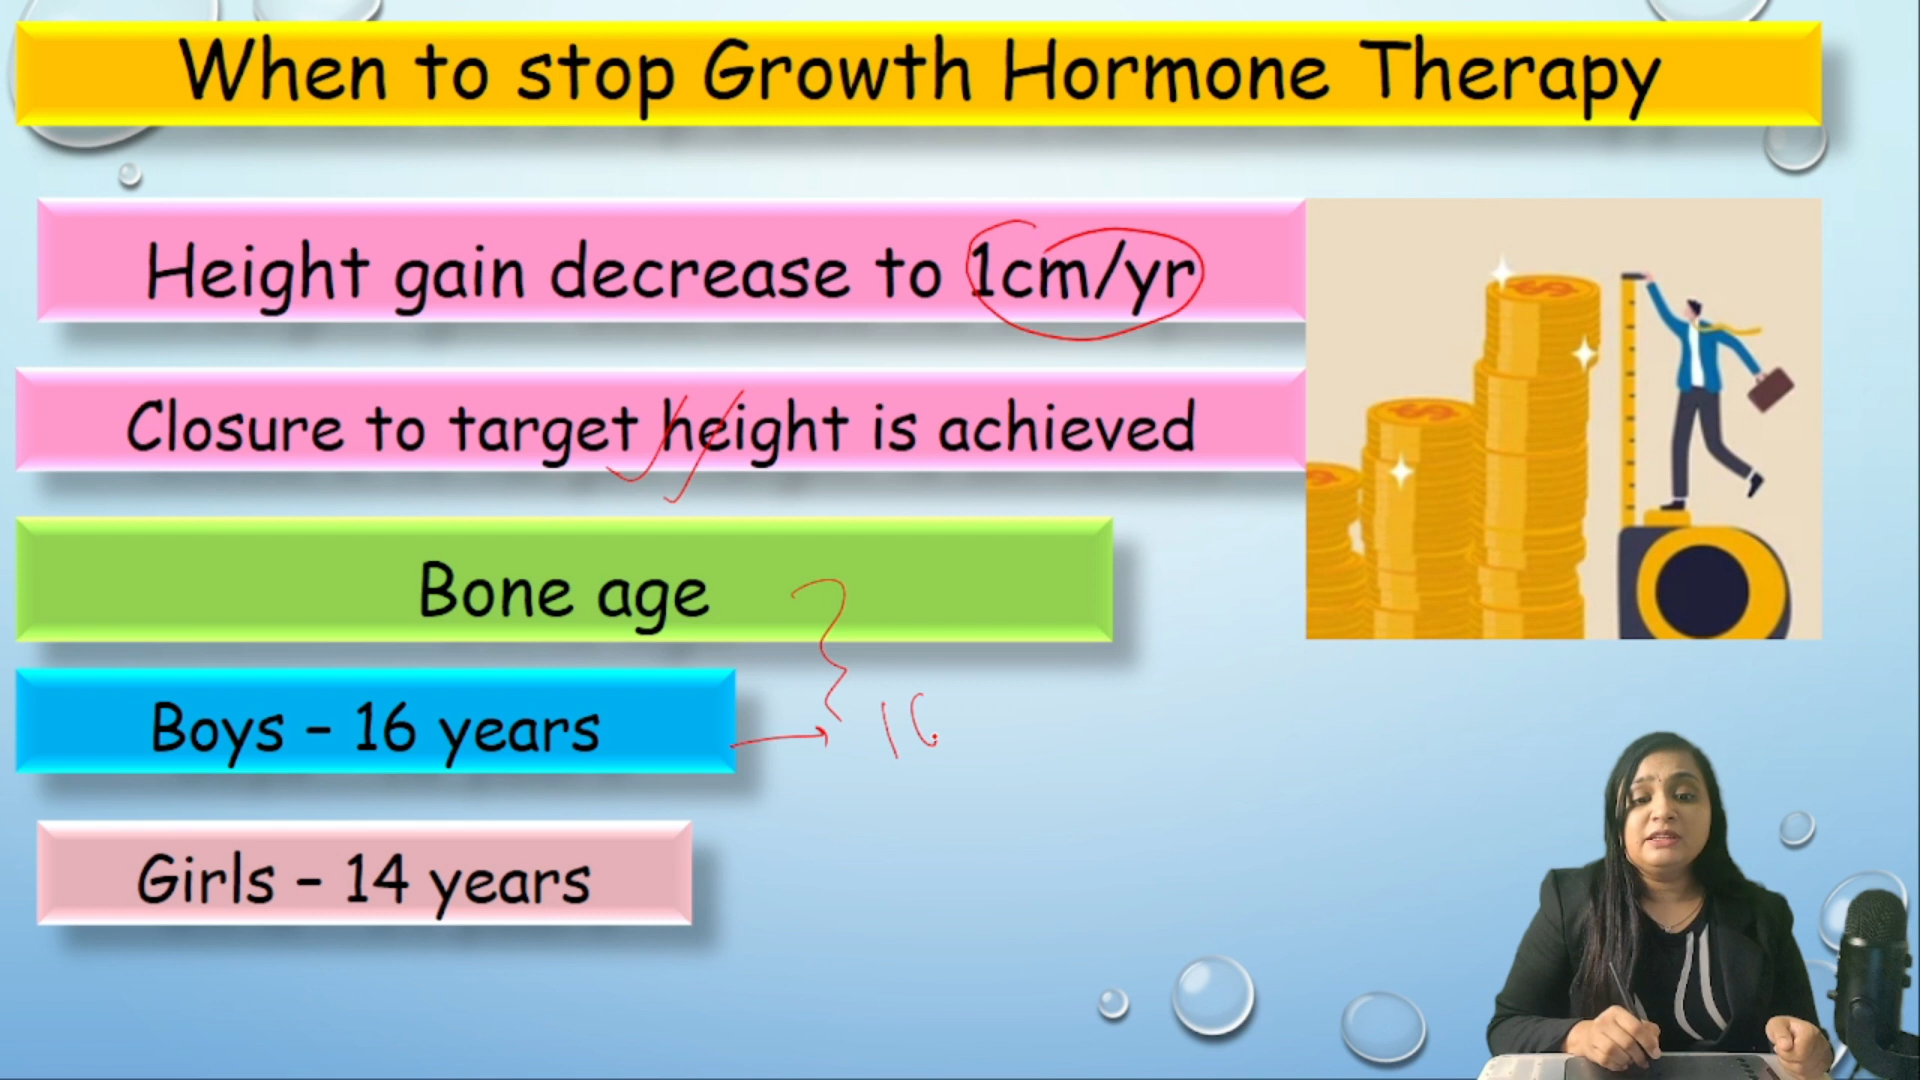 When to stop Growth Hormone Therapy
Height gain decrease to 1cm/yr
Closure to target height is achieved
Bone age
Boys – 16 years
16
Girls – 14 years